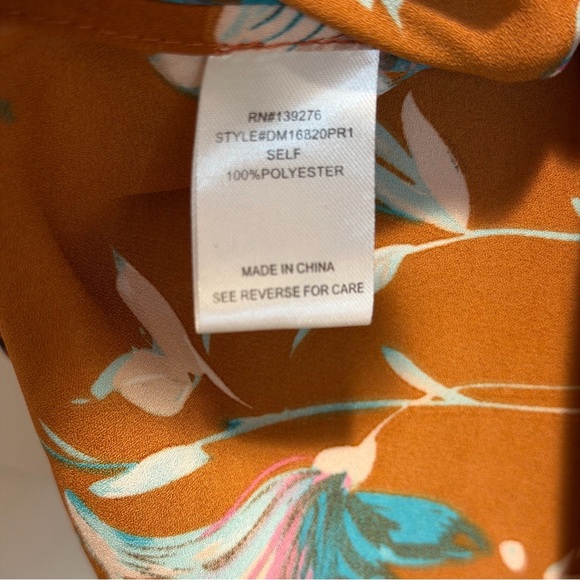 RN#139276
STYLE#DM16820PR1
SELF
100%POLYESTER
MADE IN CHINA
SEE REVERSE FOR CARE